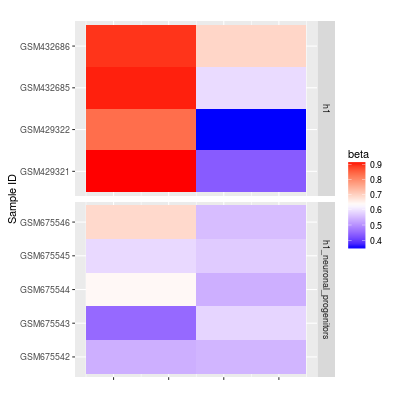 GSM432686
GSM432685
GSM429322
GSM429321
h1
GSM675546
GSM675545
GSM675544
GSM675543
GSM675542
h1_neuronal_progenitors
Sample ID
beta
0.9
0.8
0.7
0.6
0.5
0.4